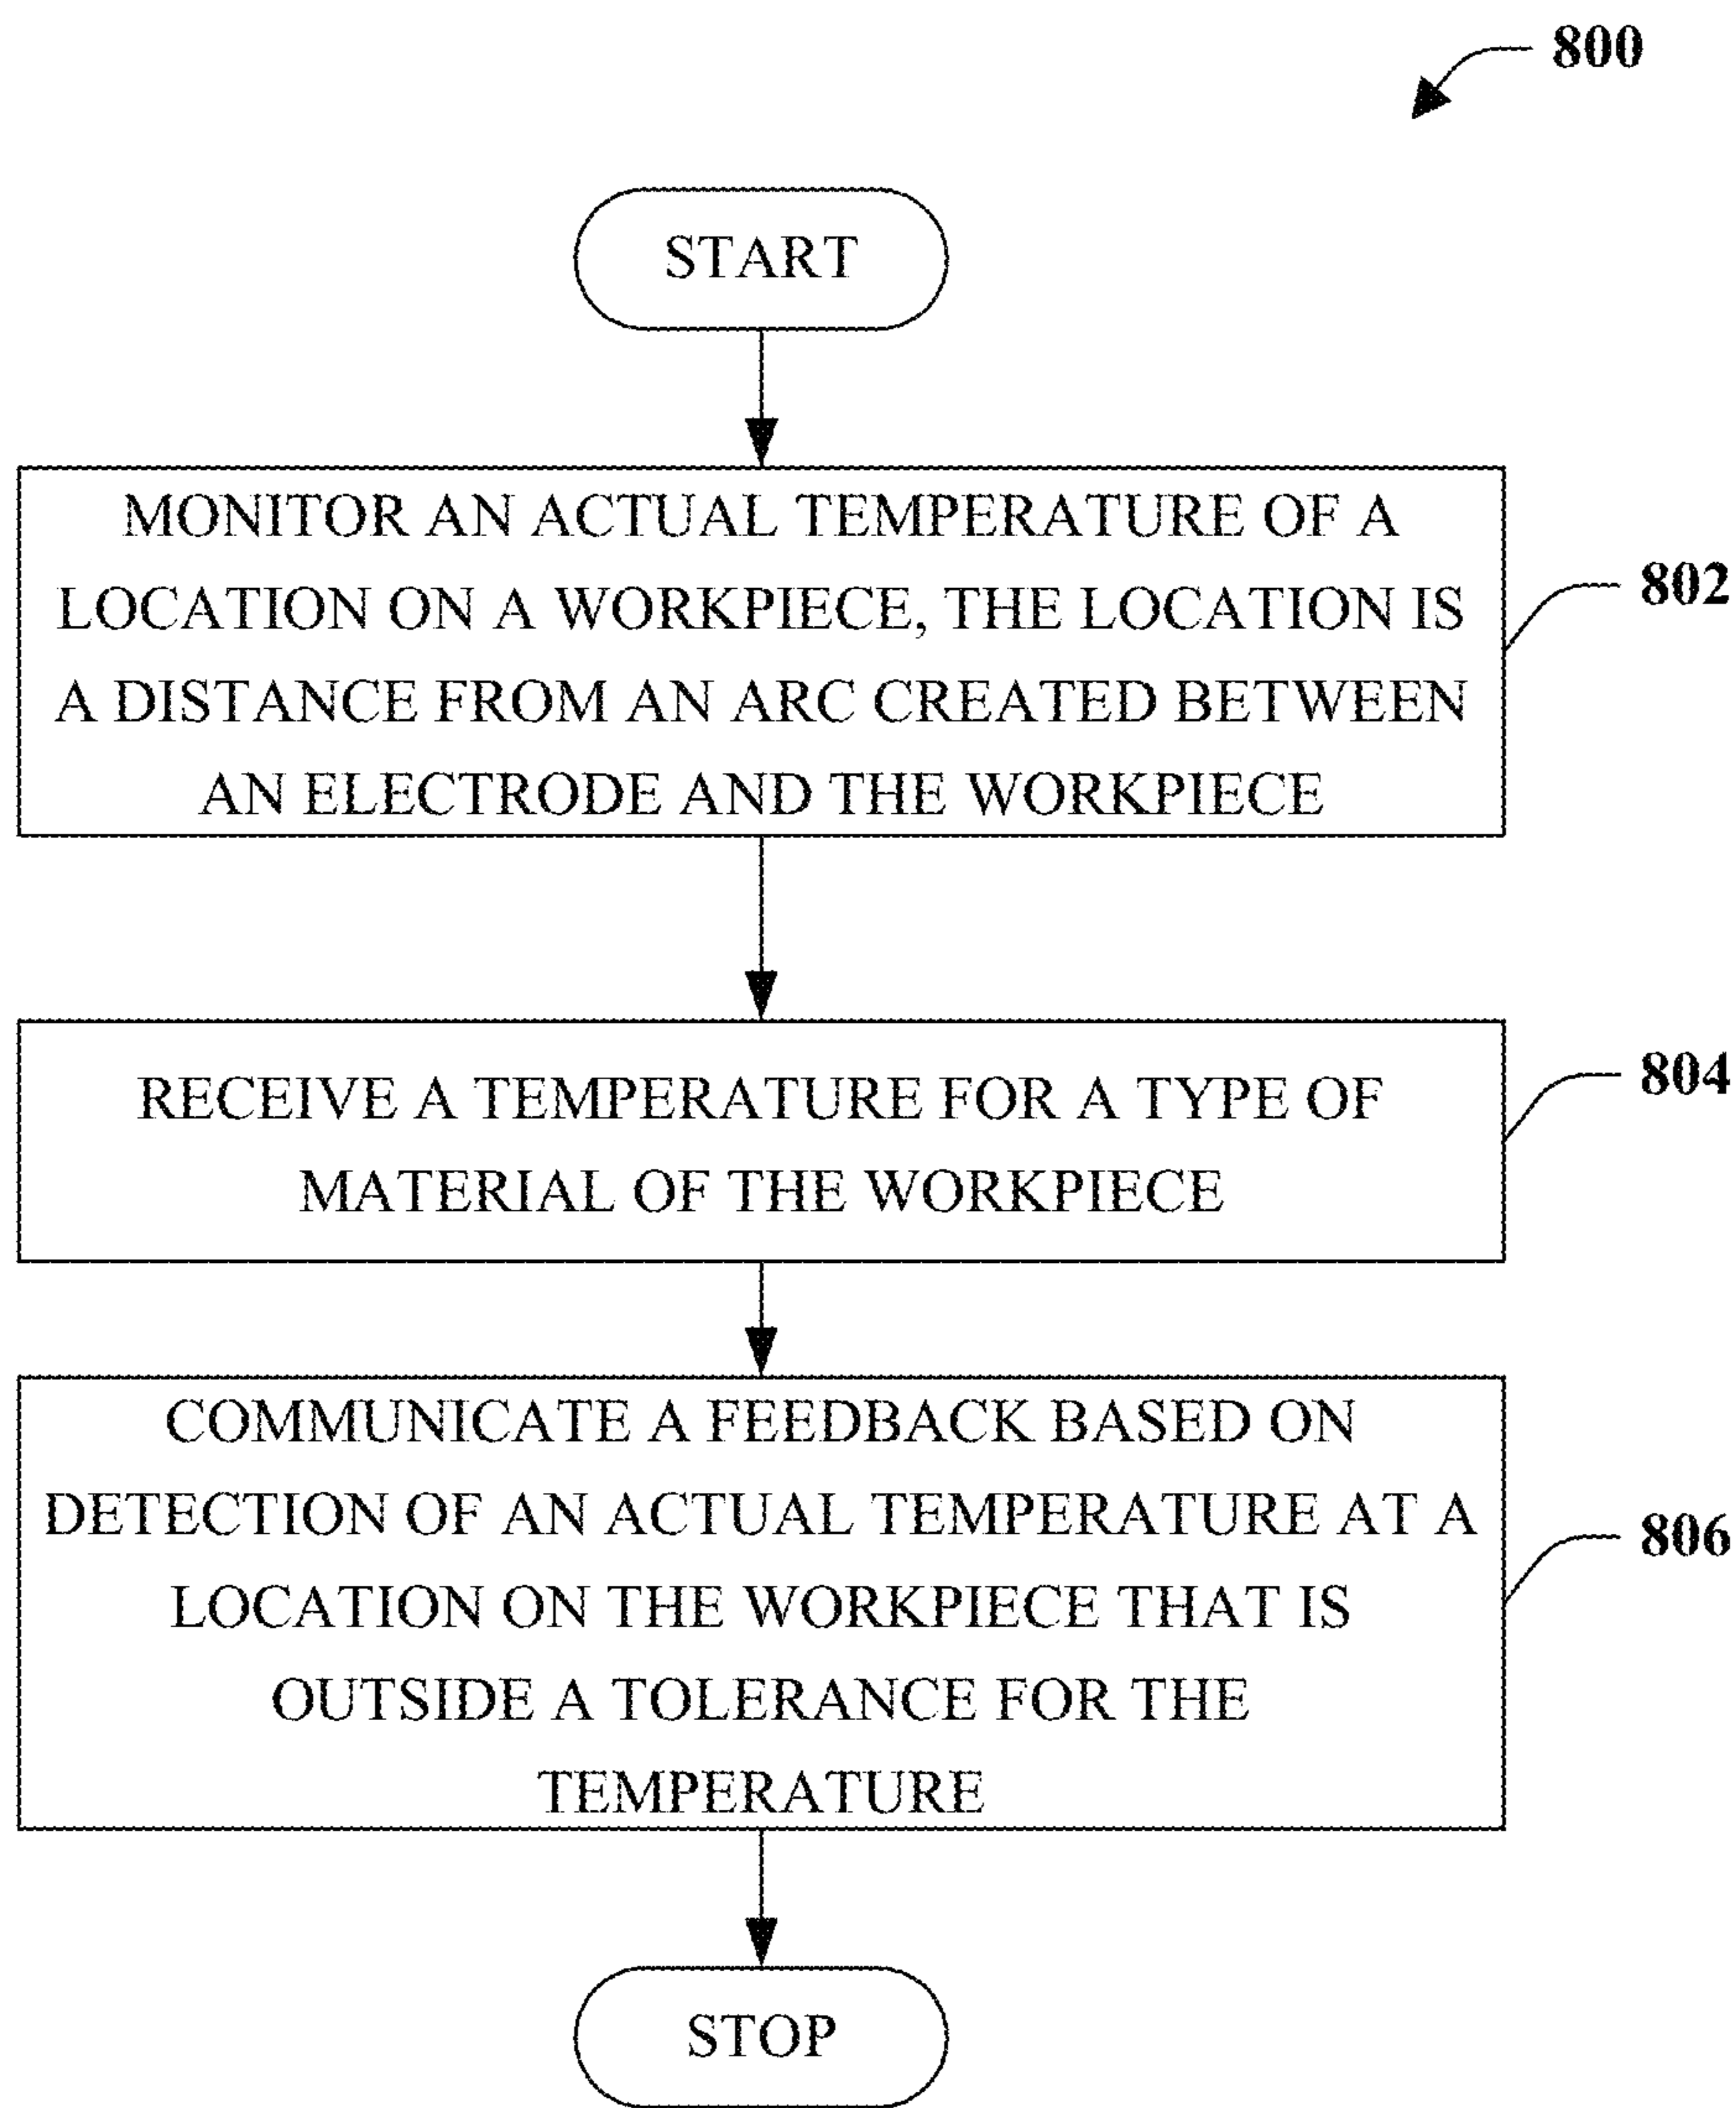 800
START
MONITOR AN ACTUAL TEMPERATURE OF A
LOCATION ON A WORKPIECE, THE LOCATION IS
A DISTANCE FROM AN ARC CREATED BETWEEN
AN ELECTRODE AND THE WORKPIECE
802
RECEIVE A TEMPERATURE FOR A TYPE OF
MATERIAL OF THE WORKPIECE
804
COMMUNICATE A FEEDBACK BASED ON
DETECTION OF AN ACTUAL TEMPERATURE AT A
LOCATION ON THE WORKPIECE THAT IS
OUTSIDE A TOLERANCE FOR THE
TEMPERATURE
806
STOP